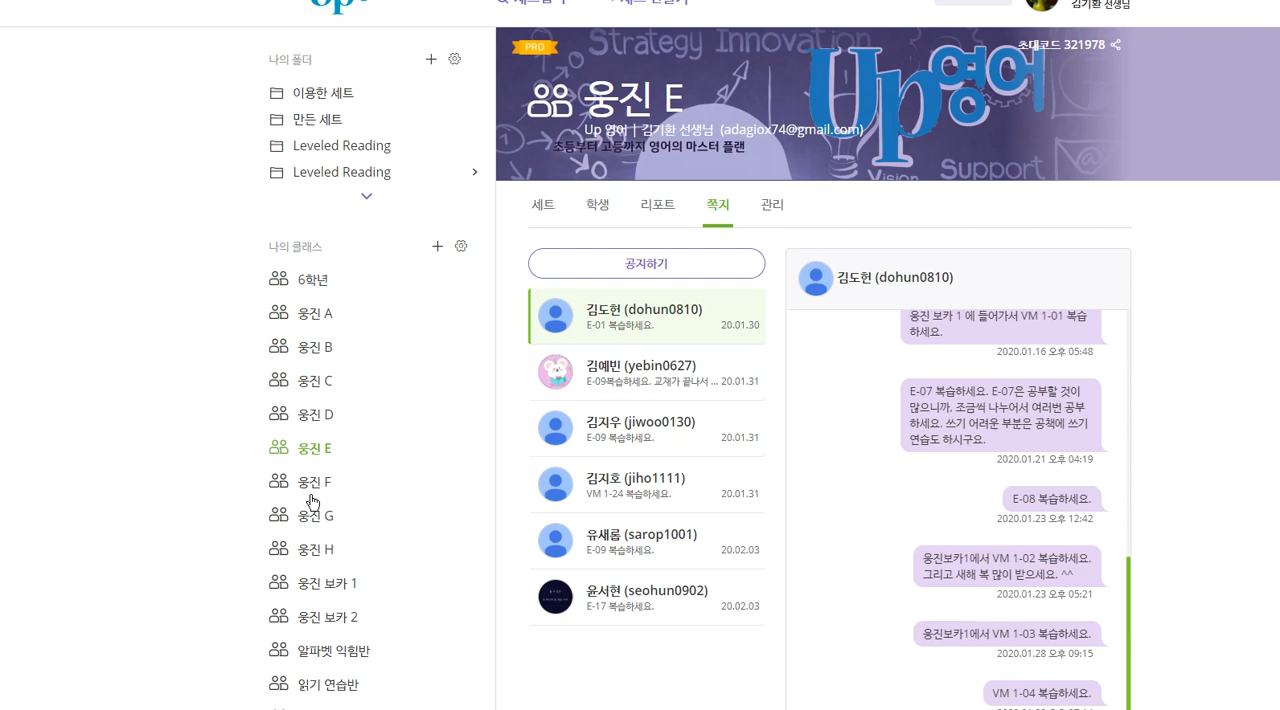 김기환 선생님
나의 폴더
이용한 세트
만든 세트
Leveled Reading
Leveled Reading
나의 클래스
6학년
웅진 A
웅진 B
웅진 C
웅진 D
웅진 E
웅진 F
웅진 G
웅진 H
웅진 보카 1
웅진 보카 2
알파벳 익힘반
읽기 연습반
PRO
Strategy Innovation
초대코드 321978
웅진 E
Up영어
Up 영어 | 김기환 선생님 (adagiox74@gmail.com)
초등부터 고등까지 영어의 마스터 플랜
Vision
Support
세트
학생
리포트
쪽지
관리
공지하기
김도헌 (dohun0810)
E-01 복습하세요.
20.01.30
김예빈 (yebin0627)
E-09복습하세요. 교재가 끝나서 ...
20.01.31
김지우 (jiwoo0130)
E-09 복습하세요.
20.01.31
김지호 (jiho1111)
VM 1-24 복습하세요.
20.01.31
유새롭 (sarop1001)
E-09 복습하세요.
20.02.03
윤서현 (seohun0902)
E-17 복습하세요.
20.02.03
김도헌 (dohun0810)
웅진 보카 1 에 들어가서 VM 1-01 복습
하세요.
2020.01.16 오후 05:48
E-07 복습하세요. E-07은 공부할 것이
많으니까, 조금씩 나누어서 여러번 공부
하세요. 쓰기 어려운 부분은 공책에 쓰기
연습도 하시구요.
2020.01.21 오후 04:19
E-08 복습하세요.
2020.01.23 오후 12:42
웅진보카1에서 VM 1-02 복습하세요.
그리고 새해 복 많이 받으세요. ^^
2020.01.23 오후 05:21
웅진보카1에서 VM 1-03 복습하세요.
2020.01.28 오후 09:15
VM 1-04 복습하세요.